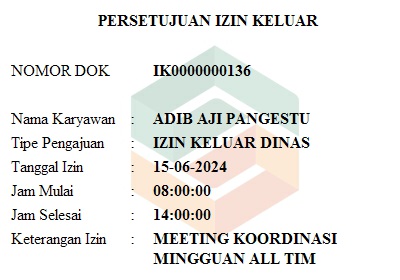 PERSETUJUAN IZIN KELUAR
NOMOR DOK IK0000000136
Nama Karyawan : ADIB AJI PANGESTU
Tipe Pengajuan : IZIN KELUAR DINAS
Tanggal Izin : 15-06-2024
Jam Mulai : 08:00:00
Jam Selesai : 14:00:00
Keterangan Izin : MEETING KOORDINASI
MINGGUAN ALL TIM